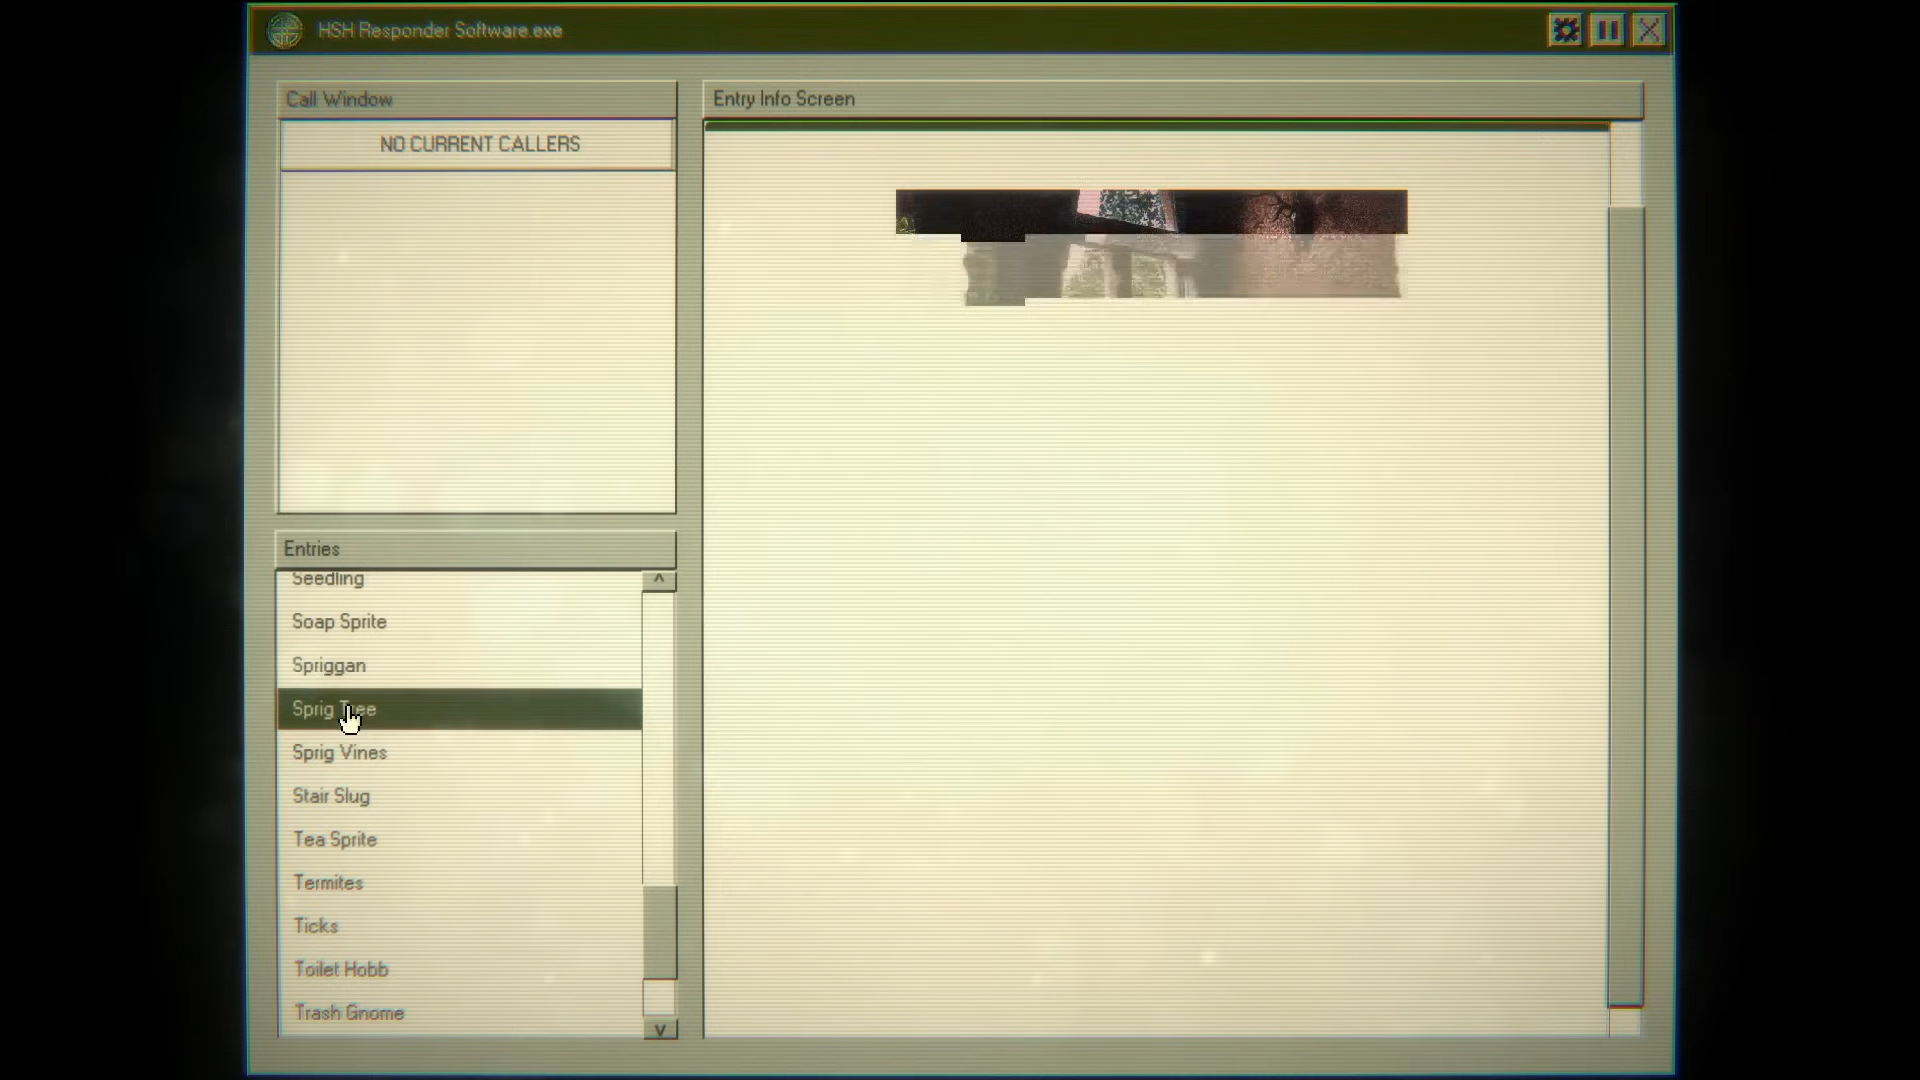 HSH Responder Software.exe
Call Window
NO CURRENT CALLERS
Entry Info Screen
Entries
Seedling
Soap Sprite
Spriggan
Sprig Tree
Sprig Vines
Stair Slug
Tea Sprite
Termites
Ticks
Toilet Hobb
Trash Gnome